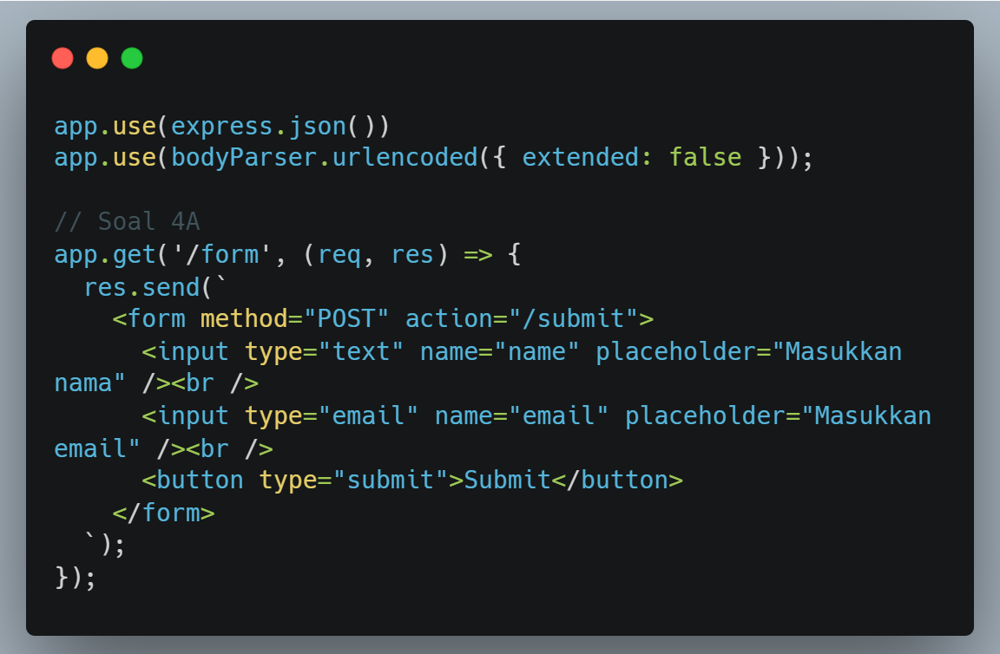 app.use(express.json())
app.use(bodyParser.urlencoded({ extended: false }));

// Soal 4A
app.get('/form', (req, res) => {
  res.send(`
    <form method="POST" action="/submit">
      <input type="text" name="name" placeholder="Masukkan
nama" /><br />
      <input type="email" name="email" placeholder="Masukkan
email" /><br />
      <button type="submit">Submit</button>
    </form>
  `);
});